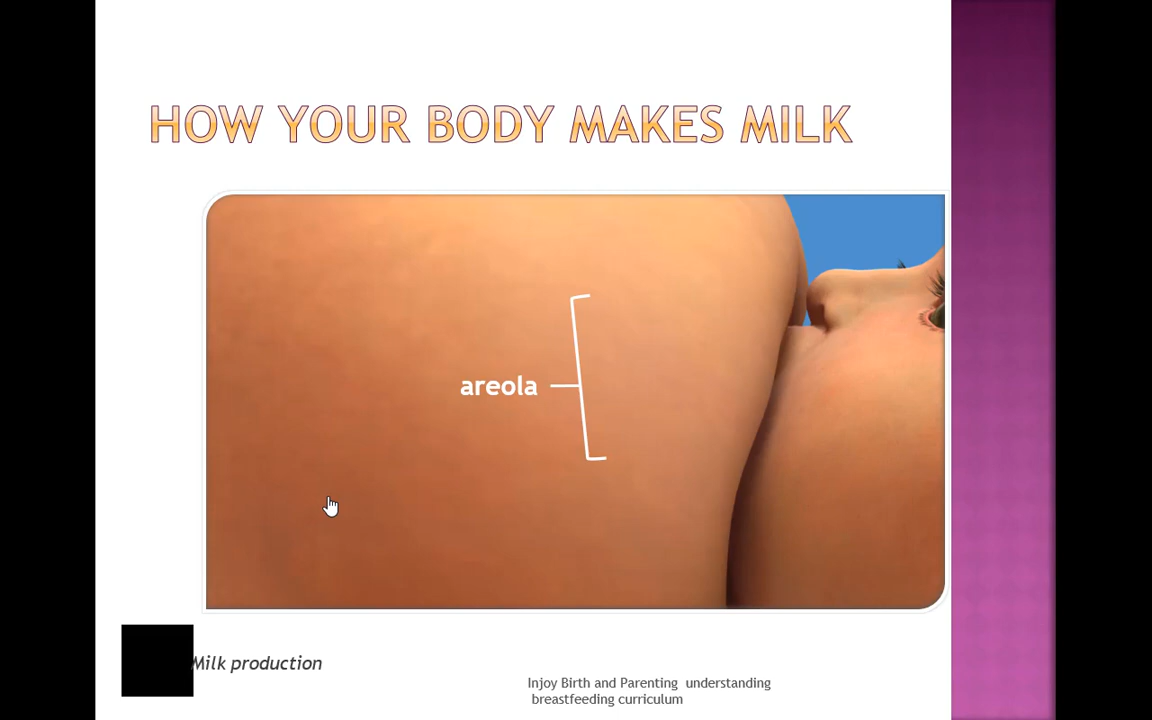 HOW YOUR BODY MAKES MILK
areola
Milk production
Injoy Birth and Parenting understanding
breastfeeding curriculum